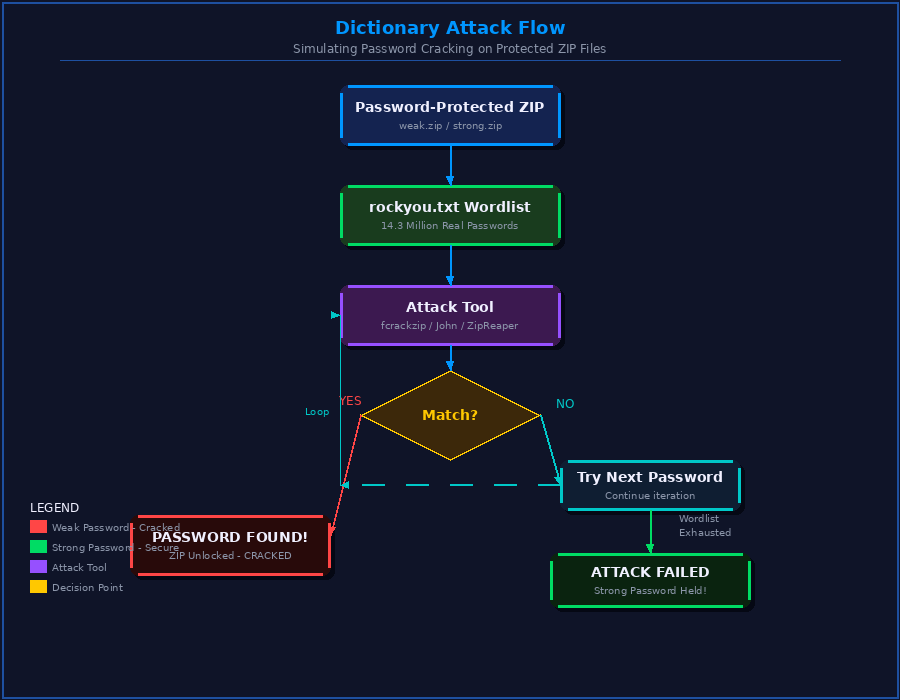 Dictionary Attack Flow
Simulating Password Cracking on Protected ZIP Files
Password-Protected ZIP
weak.zip / strong.zip
rockyou.txt Wordlist
14.3 Million Real Passwords
Attack Tool
fcrackzip / John / ZipReaper
YES
Match?
NO
Loop
Try Next Password
Continue iteration
Wordlist
Exhausted
PASSWORD FOUND!
ZIP Unlocked - CRACKED
ATTACK FAILED
Strong Password Held!
LEGEND
Weak Password - Cracked
Strong Password - Secure
Attack Tool
Decision Point